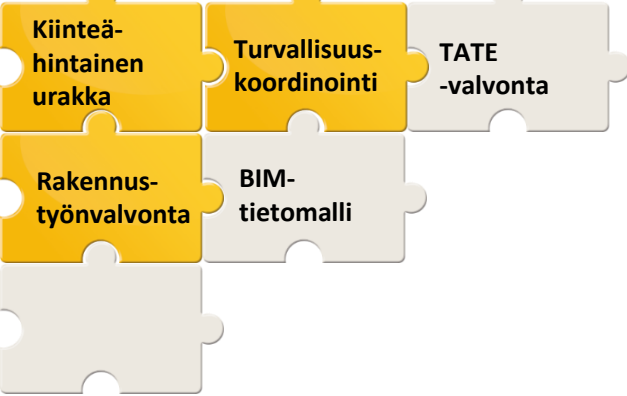 Kiinteä-
hintainen
urakka
Turvallisuus-
koordinointi
TATE
-valvonta
Rakennus-
työnvalvonta
BIM-
tietomalli